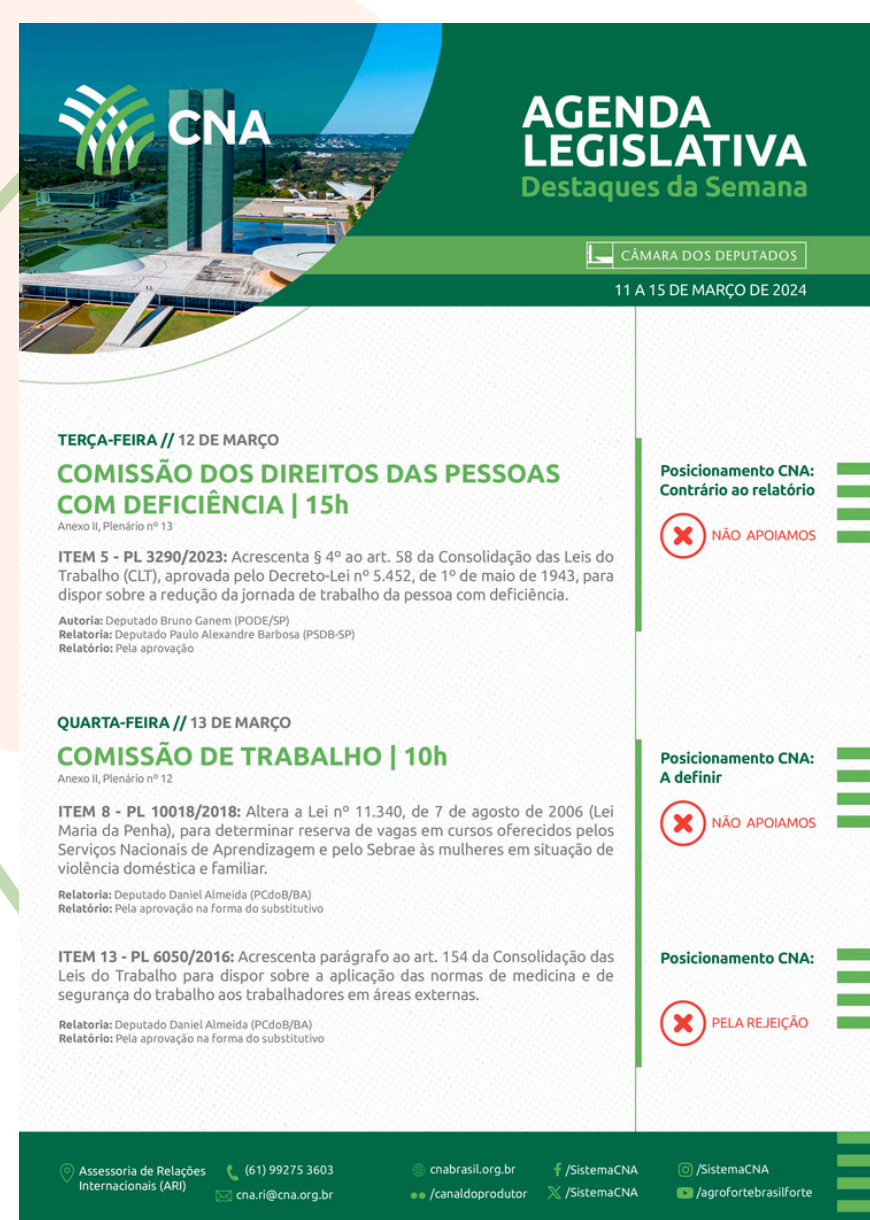 CNA
AGENDA
LEGISLATIVA
Destaques da Semana
CÂMARA DOS DEPUTADOS
11 A 15 DE MARÇO DE 2024
TERÇA-FEIRA // 12 DE MARÇO
COMISSÃO DOS DIREITOS DAS PESSOAS
COM DEFICIÊNCIA | 15h
Anexo II, Plenário nº 13
ITEM 5 - PL 3290/2023: Acrescenta § 4º ao art. 58 da Consolidação das Leis do
Trabalho (CLT), aprovada pelo Decreto-Lei nº 5.452, de 1º de maio de 1943, para
dispor sobre a redução da jornada de trabalho da pessoa com deficiência.
Autoria: Deputado Bruno Ganem (PODE/SP)
Relatoria: Deputado Paulo Alexandre Barbosa (PSDB-SP)
Relatório: Pela aprovação
Posicionamento CNA:
Contrário ao relatório
NÃO APOIAMOS
QUARTA-FEIRA // 13 DE MARÇO
COMISSÃO DE TRABALHO | 10h
Anexo II, Plenário nº 12
ITEM 8 - PL 10018/2018: Altera a Lei nº 11.340, de 7 de agosto de 2006 (Lei
Maria da Penha), para determinar reserva de vagas em cursos oferecidos pelos
Serviços Nacionais de Aprendizagem e pelo Sebrae às mulheres em situação de
violência doméstica e familiar.
Relatoria: Deputado Daniel Almeida (PCdoB/BA)
Relatório: Pela aprovação na forma do substitutivo
Posicionamento CNA:
A definir
NÃO APOIAMOS
ITEM 13 - PL 6050/2016: Acrescenta parágrafo ao art. 154 da Consolidação das
Leis do Trabalho para dispor sobre a aplicação das normas de medicina e de
segurança do trabalho aos trabalhadores em áreas externas.
Relatoria: Deputado Daniel Almeida (PCdoB/BA)
Relatório: Pela aprovação na forma do substitutivo
Posicionamento CNA:
PELA REJEIÇÃO
Assessoria de Relações
Internacionais (ARI)
(61) 99275 3603
cna.ri@cna.org.br
cnabrasil.org.br
/canaldoprodutor
/SistemaCNA
/SistemaCNA
/SistemaCNA
/agrofortebrasilforte